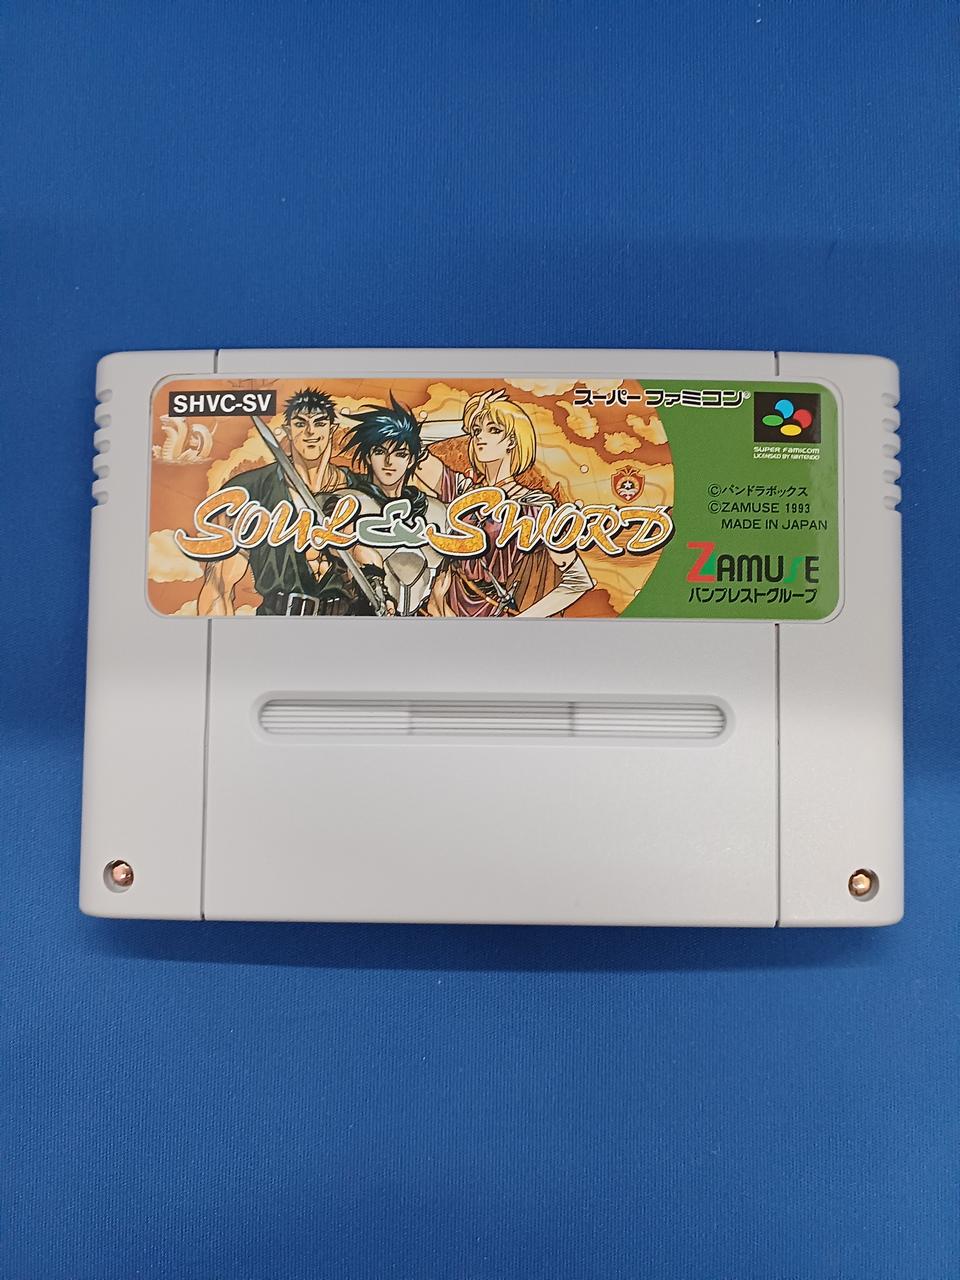 SHVC-SV
スーパーファミコン®
SUPER FAMICOM
LICENSED BY NINTENDO
SOUL & SWORD
©パンドラボックス
©ZAMUSE 1993
MADE IN JAPAN
ZAMUSE
バンプレストグループ